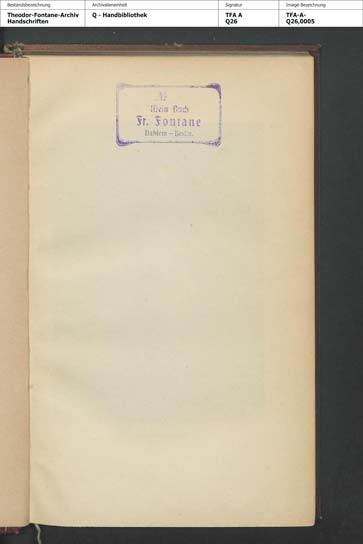 Bestandsbezeichnung
Archivalieneinheit
Signatur
Image-Bezeichnung
Theodor-Fontane-Archiv
Handschriften
Q - Handbibliothek
TFA A
Q26
TFA-A-
Q26,0005
№
Mein Buch
Fr. Fontane
Dahlem – Berlin.